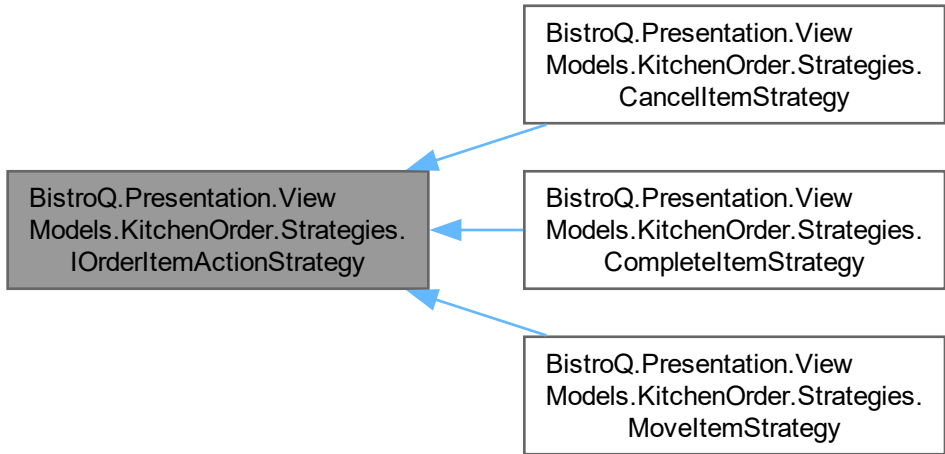 BistroQ.Presentation.View
Models.KitchenOrder.Strategies.
IOrderItemActionStrategy
BistroQ.Presentation.View
Models.KitchenOrder.Strategies.
CancelItemStrategy
BistroQ.Presentation.View
Models.KitchenOrder.Strategies.
CompleteItemStrategy
BistroQ.Presentation.View
Models.KitchenOrder.Strategies.
MoveItemStrategy